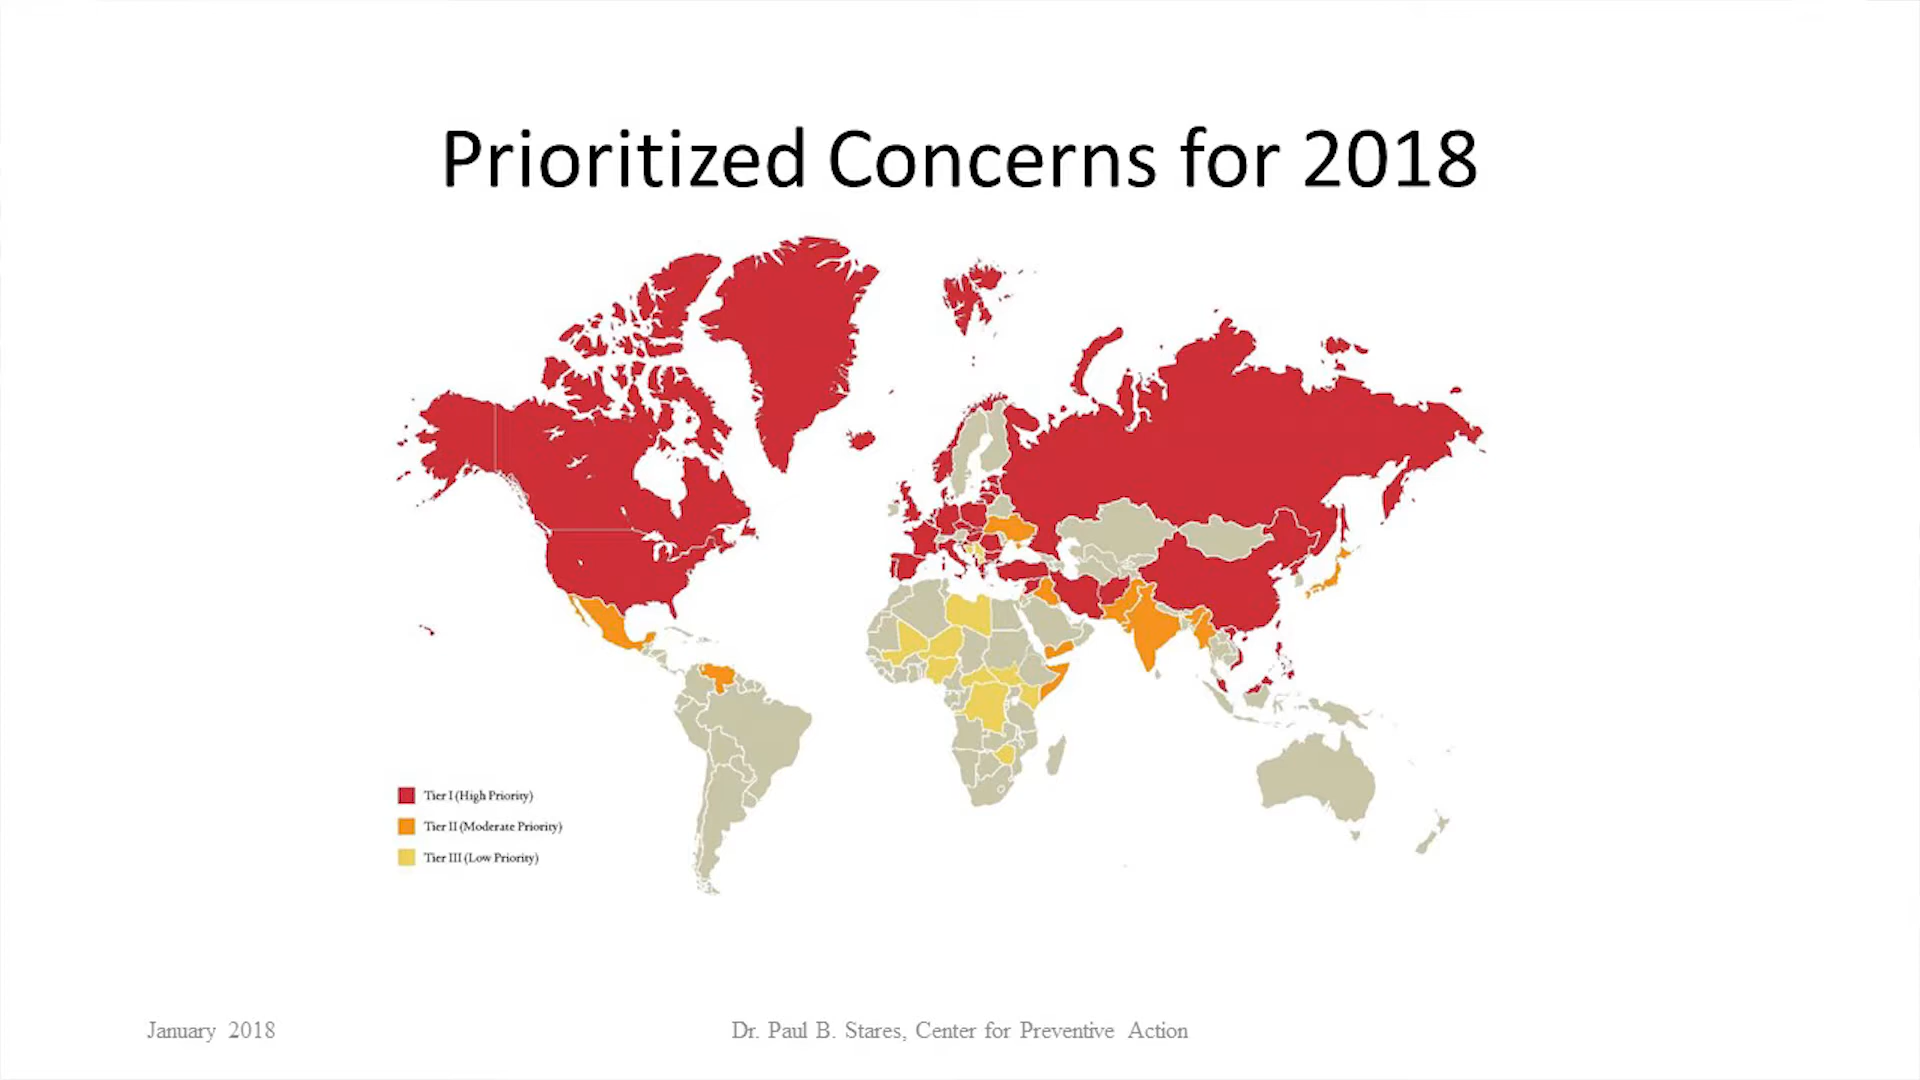 Prioritized Concerns for 2018
Tier I (High Priority)
Tier II (Moderate Priority)
Tier III (Low Priority)
January 2018
Dr. Paul B. Stares, Center for Preventive Action